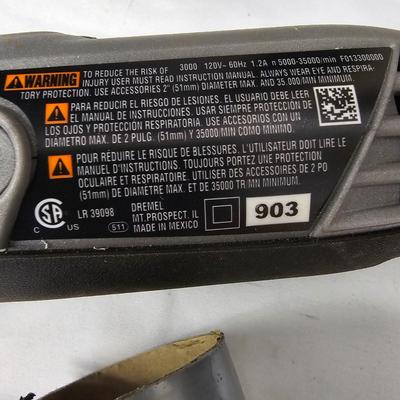 WARNING TO REDUCE THE RISK OF 3000 120V~60Hz 1.2A n 5000-35000/min F013300000
INJURY USER MUST READ INSTRUCTION MANUAL. ALWAYS WEAR EYE AND RESPIRA-
TORY PROTECTION. USE ACCESSORIES 2" (51mm) DIAMETER MAX. AND 35.000/MIN MINIMUM.
PARA REDUCIR EL RIESGO DE LESIONES. EL USUARIO DEBE LEER
EL MANUAL DE INSTRUCCIONES. USAR SIEMPRE PROTECCIÓN DE
LOS OJOS Y PROTECCION RESPIRATORIA. USE ACCESORIOS CON UN
DIAMETRO MAX. DE 2 PULG. (51mm) Y 35000 MIN COMO MINIMO.
POUR RÉDUIRE LE RISQUE DE BLESSURES. L'UTILISATEUR DOIT LIRE LE
MANUEL D'INSTRUCTIONS. TOUJOURS PORTEZ UNE PROTECTION
OCULAIRE ET RESPIRATOIRE. UTILISEZ DES ACCESSOIRES DE 2 PO
(51mm) DE DIAMETRE MAX. ET DE 35000 TR MN MINIMUM.
SA
C US
LR 39098
511
DREMEL
MT.PROSPECT. IL
MADE IN MEXICO
903